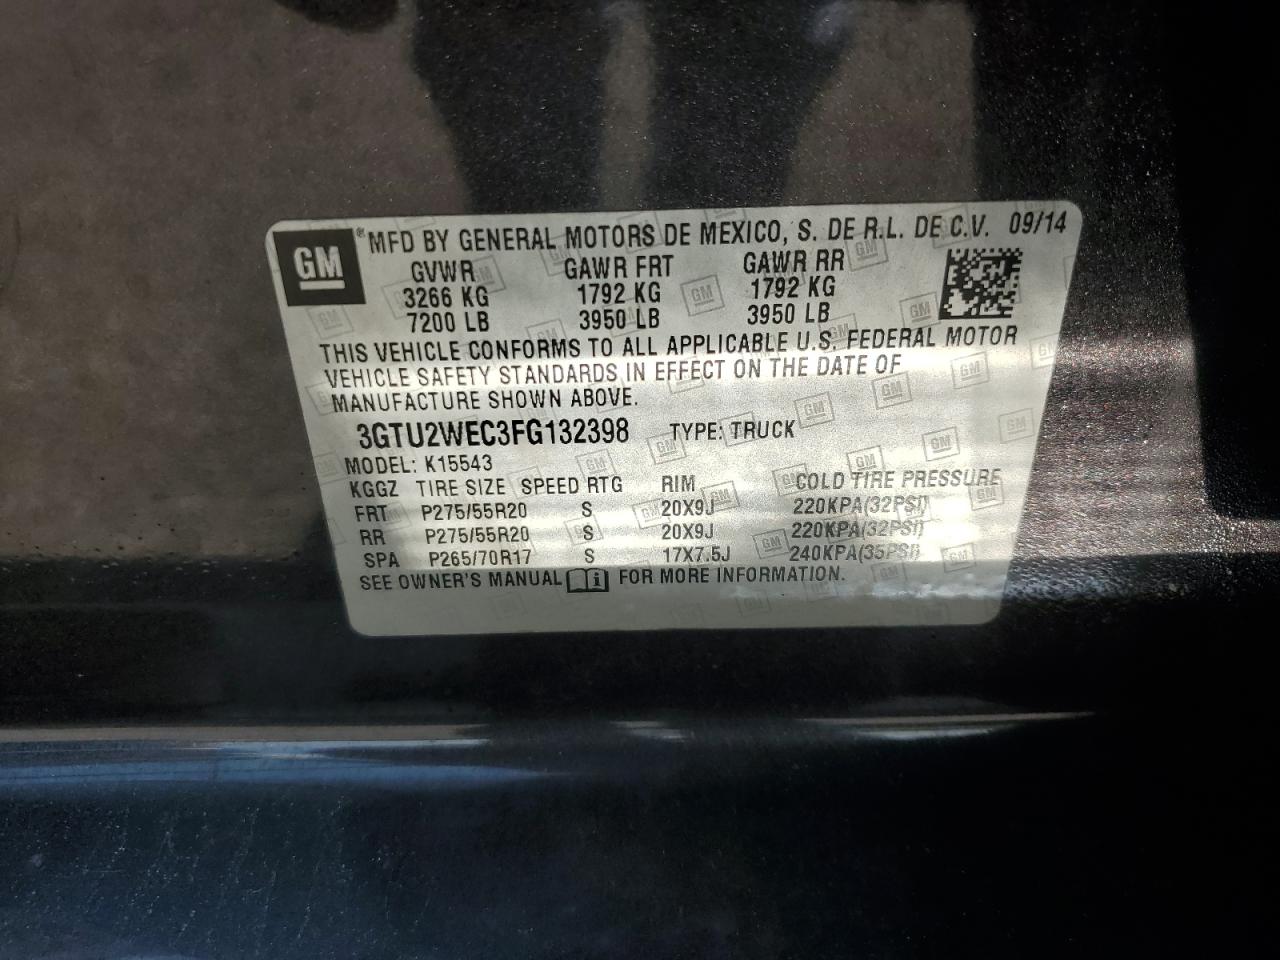 GM ® MFD BY GENERAL MOTORS DE MEXICO, S. DE R.L. DE C.V. 09/14
GVWR GAWR FRT GAWR RR
3266 KG 1792 KG 1792 KG
7200 LB 3950 LB 3950 LB
THIS VEHICLE CONFORMS TO ALL APPLICABLE U.S. FEDERAL MOTOR
VEHICLE SAFETY STANDARDS IN EFFECT ON THE DATE OF
MANUFACTURE SHOWN ABOVE.
3GTU2WEC3FG132398 TYPE: TRUCK
MODEL: K15543
KGGZ TIRE SIZE SPEED RTG RIM COLD TIRE PRESSURE
FRT P275/55R20 S 20X9J 220KPA(32PSI)
RR P275/55R20 S 20X9J 220KPA(32PSI)
SPA P265/70R17 S 17X7.5J 240KPA(35PSI)
SEE OWNER'S MANUAL FOR MORE INFORMATION.